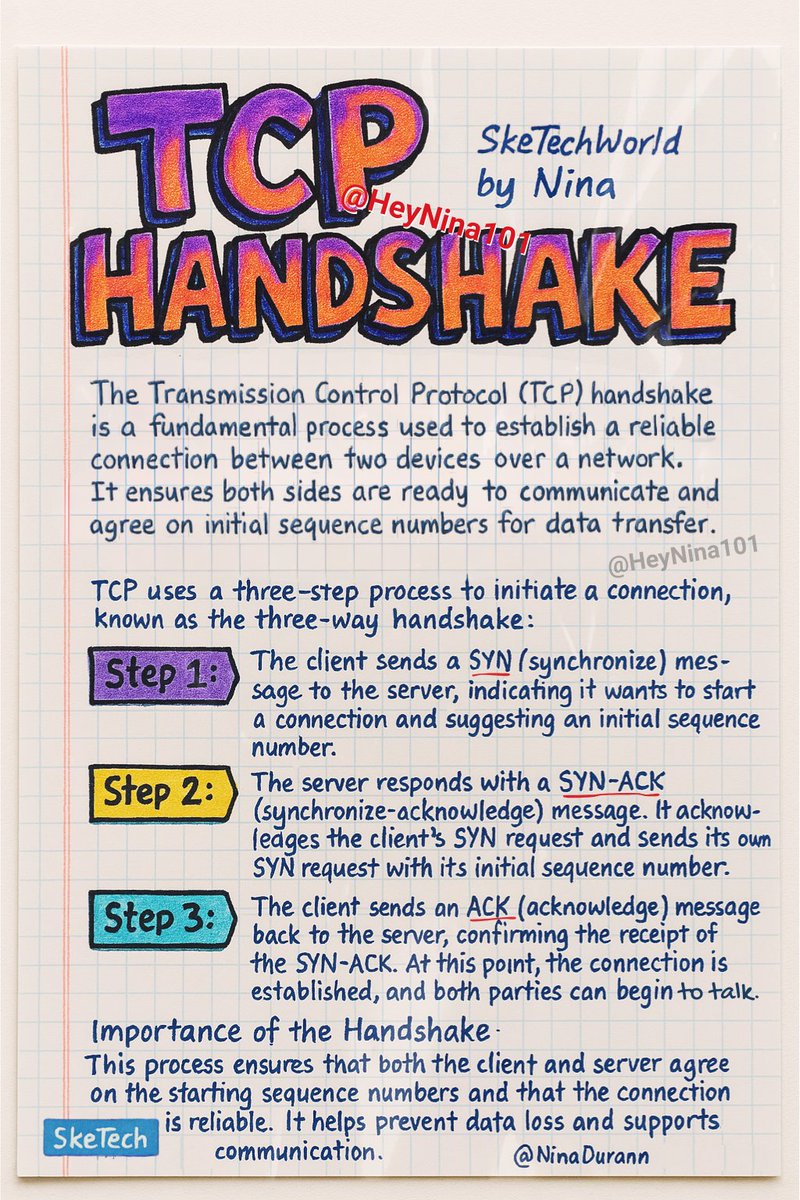 TCP
HANDSHAKE
SkeTechWorld
by Nina
@HeyNina101
The Transmission Control Protocol (TCP) handshake
is a fundamental process used to establish a reliable
connection between two devices over a network.
It ensures both sides are ready to communicate and
agree on initial sequence numbers for data transfer.
@HeyNina101
TCP uses a three-step process to initiate a connection,
known as the three-way handshake:
Step 1:
The client sends a SYN (synchronize) mes-
sage to the server, indicating it wants to start
a connection and suggesting an initial sequence
number.
Step 2:
The server responds with a SYN-ACK
(synchronize-acknowledge) message. It acknow-
ledges the client's SYN request and sends its own
SYN request with its initial sequence number.
Step 3:
The client sends an ACK (acknowledge) message
back to the server, confirming the receipt of
the SYN-ACK. At this point, the connection is
established, and both parties can begin to talk.
Importance of the Handshake
This process ensures that both the client and server agree
on the starting sequence numbers and that the connection
is reliable. It helps prevent data loss and supports
communication.
SkeTech
@NinaDurann